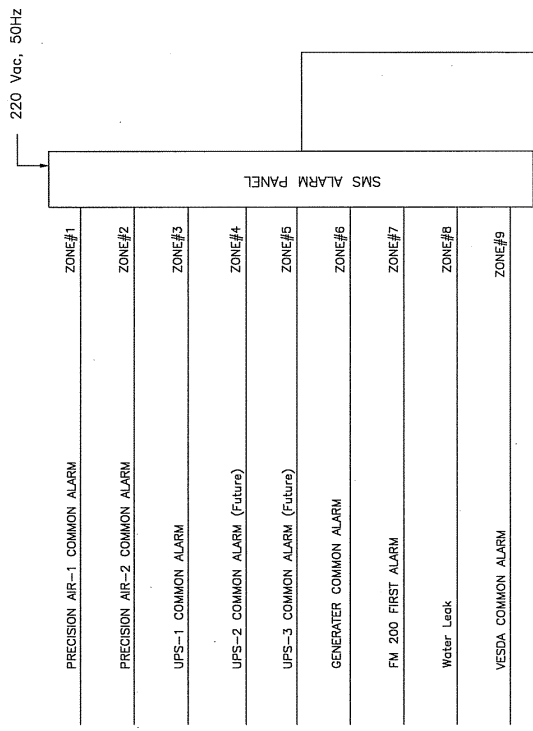 220 Vac, 50Hz
SMS ALARM PANEL
PRECISION AIR-1 COMMON ALARM ZONE#1
PRECISION AIR-2 COMMON ALARM ZONE#2
UPS-1 COMMON ALARM ZONE#3
UPS-2 COMMON ALARM (Future) ZONE#4
UPS-3 COMMON ALARM (Future) ZONE#5
GENERATER COMMON ALARM ZONE#6
FM 200 FIRST ALARM ZONE#7
Water Leak ZONE#8
VESDA COMMON ALARM ZONE#9